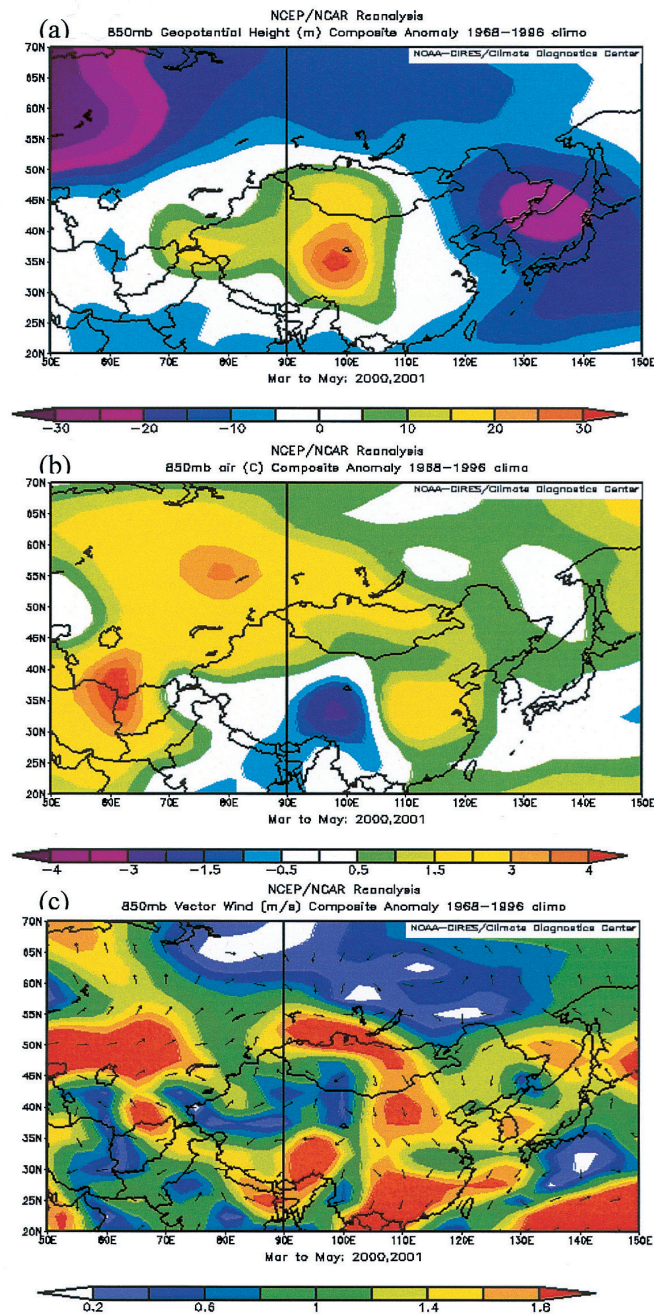 NCEP/NCAR Reanalysis
(a)
850mb Geopotential Height (m) Composite Anomaly 1968-1996 climo
NOAA-CIRES/Climate Diagnostics Center
70N
65N
60N
55N
50N
45N
40N
35N
30N
25N
20N
50E 60E 70E 80E 90E 100E 110E 120E 130E 140E 150E
Mar to May: 2000,2001
-30 -20 -10 0 10 20 30
NCEP/NCAR Reanalysis
(b)
850mb air (C) Composite Anomaly 1968-1996 climo
NOAA-CIRES/Climate Diagnostics Center
70N
65N
60N
55N
50N
45N
40N
35N
30N
25N
20N
50E 60E 70E 80E 90E 100E 110E 120E 130E 140E 150E
Mar to May: 2000,2001
-4 -3 -1.5 -0.5 0.5 1.5 3 4
NCEP/NCAR Reanalysis
(c)
850mb Vector Wind (m/s) Composite Anomaly 1968-1996 climo
NOAA-CIRES/Climate Diagnostics Center
70N
65N
60N
55N
50N
45N
40N
35N
30N
25N
20N
50E 60E 70E 80E 90E 100E 110E 120E 130E 140E 150E
Mar to May: 2000,2001
0.2 0.6 1 1.4 1.6